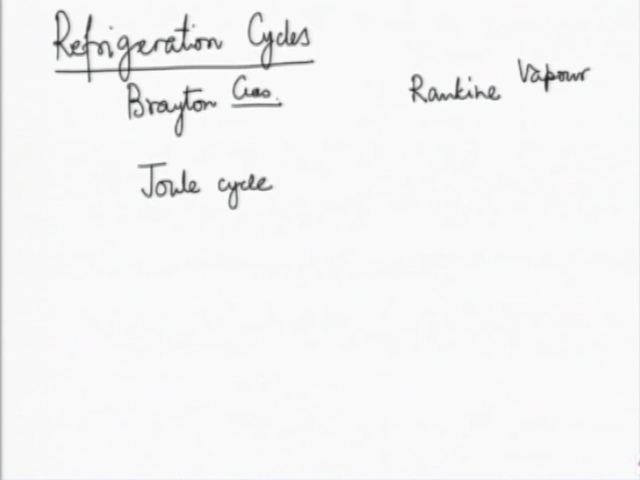 Refrigeration Cycles
Brayton Gas.
Rankine Vapour
Joule cycle